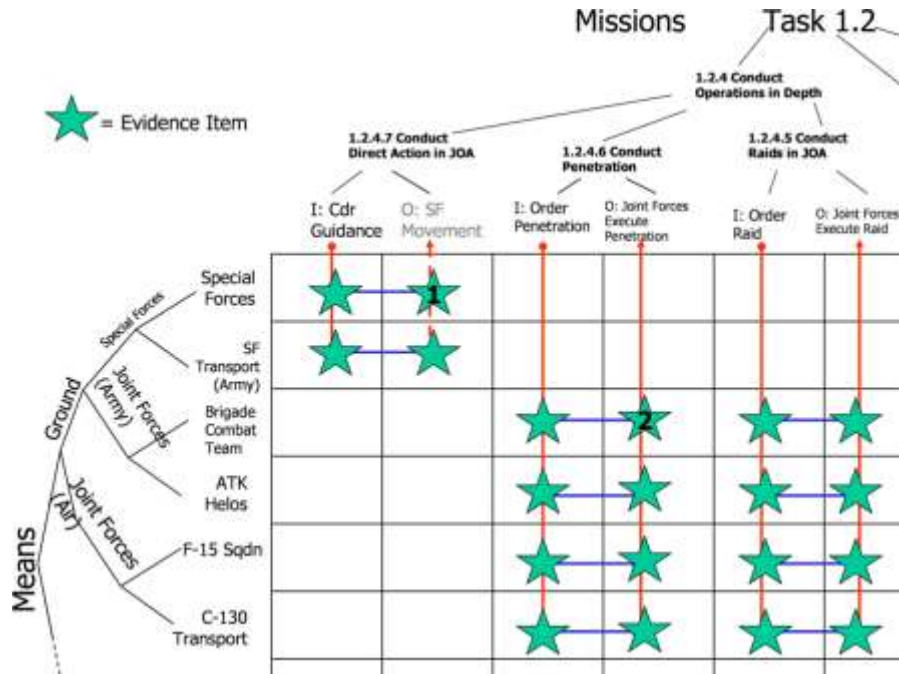 Missions
Task 1.2
1.2.4 Conduct
Operations in Depth
= Evidence Item
1.2.4.7 Conduct
Direct Action in JOA
1.2.4.6 Conduct
Penetration
1.2.4.5 Conduct
Raids in JOA
I: Cdr
Guidance
O: SF
Movement
I: Order
Penetration
O: Joint Forces
Execute
Penetration
I: Order
Raid
O: Joint Forces
Execute Raid
Special
Forces
1
SF
Transport
(Army)
Brigade
Combat
Team
2
ATK
Helos
F-15 Sqdn
C-130
Transport
Special Forces
Joint Forces
(Army)
Ground
Joint Forces
(Air)
Means